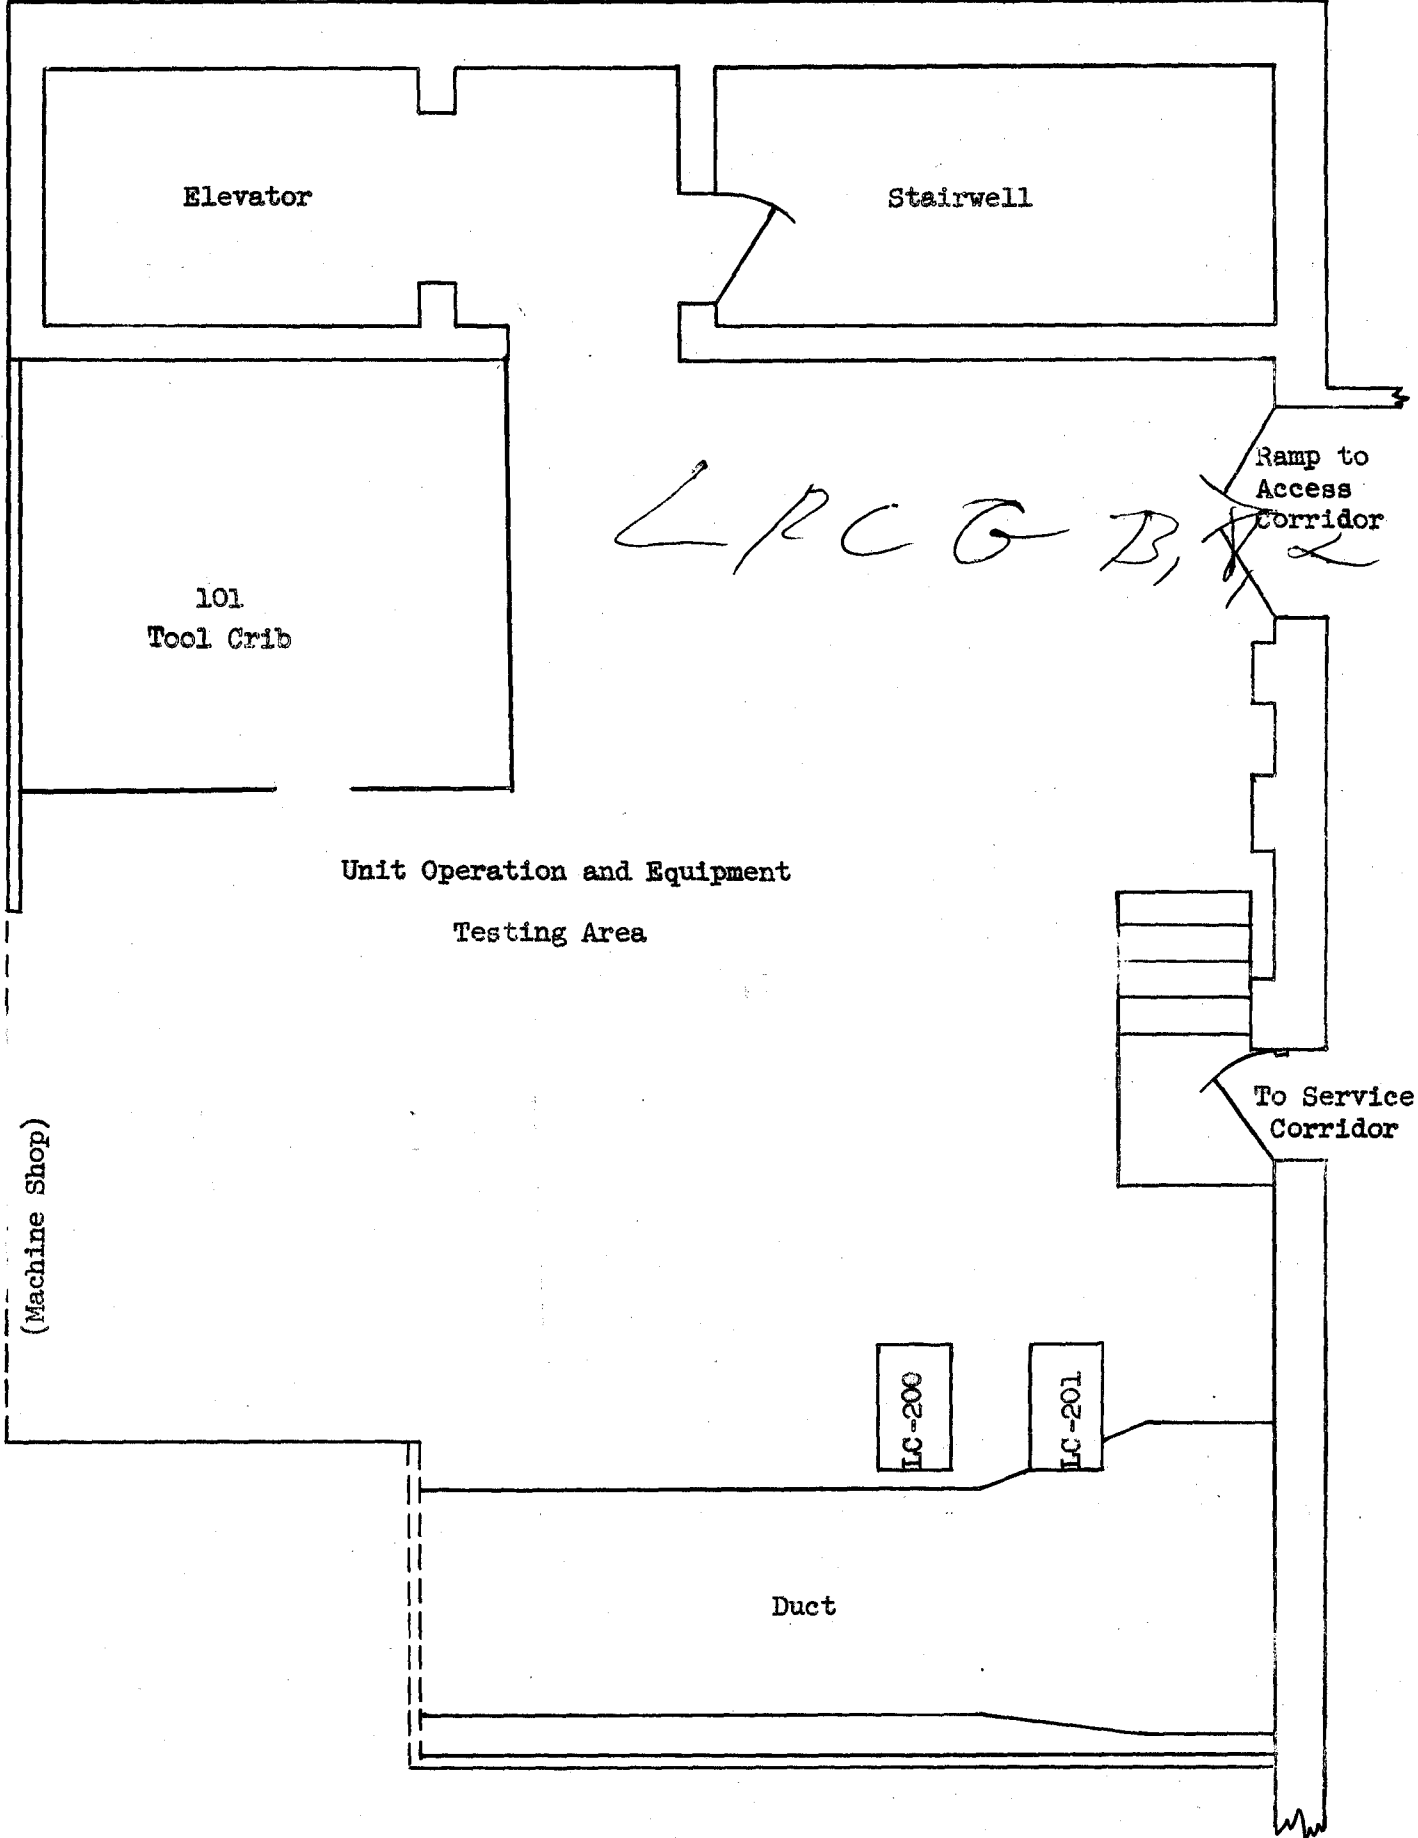 Elevator
Stairwell
Ramp to
Access
Corridor
101
Tool Crib
Unit Operation and Equipment
Testing Area
To Service
Corridor
(Machine Shop)
LC-200
LC-201
Duct